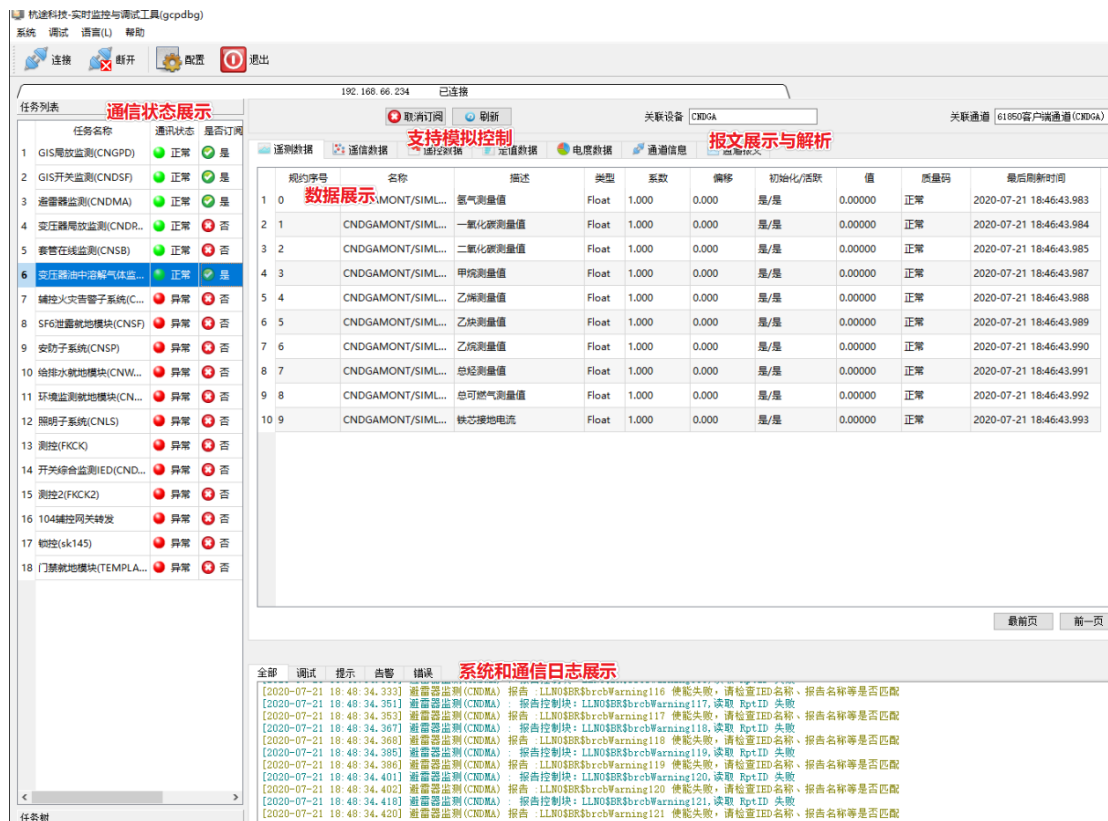 杭途科技-实时监控与调试工具(gcpdbg)
系统 调试 语言(L) 帮助
连接 断开 配置 退出
192.168.66.234 已连接
任务列表
通信状态展示
任务名称 通讯状态 是否订阅
1 GIS局放监测(CNGPD) 正常 是
2 GIS开关监测(CNDSF) 正常 是
3 避雷器监测(CNDMA) 正常 是
4 变压器局放监测(CNDP... 正常 否
5 套管在线监测(CNSB) 正常 否
6 变压器油中溶解气体监... 正常 是
7 辅控火灾告警子系统(C... 异常 否
8 SF6泄露就地模块(CNSF) 异常 否
9 安防子系统(CNSP) 异常 否
10 给排水就地模块(CNW... 异常 否
11 环境监测就地模块(CN... 异常 否
12 照明子系统(CNLS) 异常 否
13 测控(FKCK) 异常 否
14 开关综合监测IED(CND... 异常 否
15 测控2(FKCK2) 异常 否
16 104辅控网关转发 异常 否
17 锁控(sk145) 异常 否
18 门禁就地模块(TEMPLA... 异常 否
任务树
取消订阅 刷新 关联设备 CNDGA 关联通道 61850客户端通道(CNDGA)
支持模拟控制
报文展示与解析
遥测数据 遥信数据 遥控数据 定值数据 电度数据 通道信息 通道报文
数据展示
规约序号 名称 描述 类型 系数 偏移 初始化/活跃 值 质量码 最后刷新时间
1 0 AMONT/SIML... 氢气测量值 Float 1.000 0.000 是/是 0.00000 正常 2020-07-21 18:46:43.983
2 1 CNDGAMONT/SIML... 一氧化碳测量值 Float 1.000 0.000 是/是 0.00000 正常 2020-07-21 18:46:43.984
3 2 CNDGAMONT/SIML... 二氧化碳测量值 Float 1.000 0.000 是/是 0.00000 正常 2020-07-21 18:46:43.985
4 3 CNDGAMONT/SIML... 甲烷测量值 Float 1.000 0.000 是/是 0.00000 正常 2020-07-21 18:46:43.987
5 4 CNDGAMONT/SIML... 乙烯测量值 Float 1.000 0.000 是/是 0.00000 正常 2020-07-21 18:46:43.988
6 5 CNDGAMONT/SIML... 乙炔测量值 Float 1.000 0.000 是/是 0.00000 正常 2020-07-21 18:46:43.989
7 6 CNDGAMONT/SIML... 乙烷测量值 Float 1.000 0.000 是/是 0.00000 正常 2020-07-21 18:46:43.990
8 7 CNDGAMONT/SIML... 总烃测量值 Float 1.000 0.000 是/是 0.00000 正常 2020-07-21 18:46:43.991
9 8 CNDGAMONT/SIML... 总可燃气测量值 Float 1.000 0.000 是/是 0.00000 正常 2020-07-21 18:46:43.992
10 9 CNDGAMONT/SIML... 铁芯接地电流 Float 1.000 0.000 是/是 0.00000 正常 2020-07-21 18:46:43.993
最前页 前一页
全部 调试 提示 告警 错误
系统和通信日志展示
[2020-07-21 18:48:34.333] 避雷器监测(CNDMA) 报告 :LLN0$BR$brcbWarning116 使能失败，请检查IED名称、报告名称等是否匹配
[2020-07-21 18:48:34.351] 避雷器监测(CNDMA) : 报告控制块: LLN0$BR$brcbWarning117,读取 RptID 失败
[2020-07-21 18:48:34.353] 避雷器监测(CNDMA) 报告 :LLN0$BR$brcbWarning117 使能失败，请检查IED名称、报告名称等是否匹配
[2020-07-21 18:48:34.367] 避雷器监测(CNDMA) : 报告控制块: LLN0$BR$brcbWarning118,读取 RptID 失败
[2020-07-21 18:48:34.368] 避雷器监测(CNDMA) 报告 :LLN0$BR$brcbWarning118 使能失败，请检查IED名称、报告名称等是否匹配
[2020-07-21 18:48:34.385] 避雷器监测(CNDMA) : 报告控制块: LLN0$BR$brcbWarning119,读取 RptID 失败
[2020-07-21 18:48:34.386] 避雷器监测(CNDMA) 报告 :LLN0$BR$brcbWarning119 使能失败，请检查IED名称、报告名称等是否匹配
[2020-07-21 18:48:34.401] 避雷器监测(CNDMA) : 报告控制块: LLN0$BR$brcbWarning120,读取 RptID 失败
[2020-07-21 18:48:34.402] 避雷器监测(CNDMA) 报告 :LLN0$BR$brcbWarning120 使能失败，请检查IED名称、报告名称等是否匹配
[2020-07-21 18:48:34.418] 避雷器监测(CNDMA) : 报告控制块: LLN0$BR$brcbWarning121,读取 RptID 失败
[2020-07-21 18:48:34.420] 避雷器监测(CNDMA) 报告 :LLN0$BR$brcbWarning121 使能失败，请检查IED名称、报告名称等是否匹配